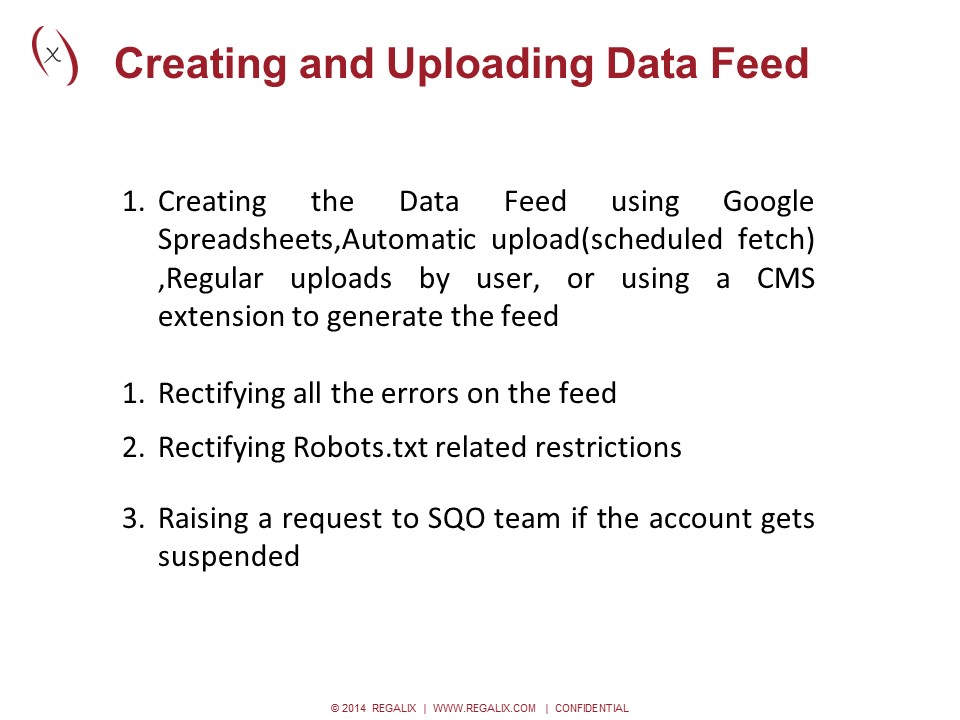 Creating and Uploading Data Feed
1. Creating the Data Feed using Google
Spreadsheets,Automatic upload(scheduled fetch)
,Regular uploads by user, or using a CMS
extension to generate the feed
1. Rectifying all the errors on the feed
2. Rectifying Robots.txt related restrictions
3. Raising a request to SQO team if the account gets
suspended
© 2014 REGALIX | WWW.REGALIX.COM | CONFIDENTIAL